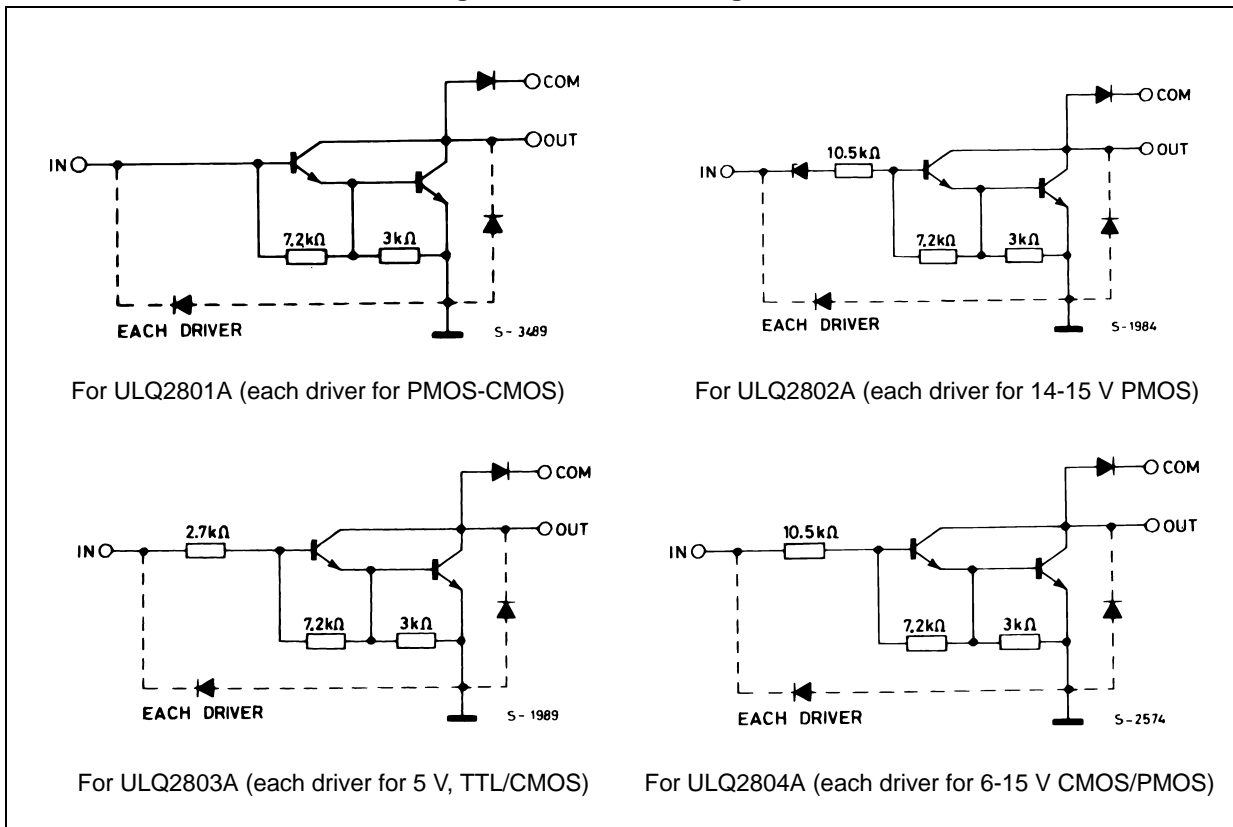 COM
OUT
IN
7.2kΩ
3kΩ
EACH DRIVER
S- 3489
For ULQ2801A (each driver for PMOS-CMOS)
COM
OUT
IN
10.5kΩ
7.2kΩ
3kΩ
EACH DRIVER
S-1984
For ULQ2802A (each driver for 14-15 V PMOS)
COM
OUT
IN
2.7kΩ
7.2kΩ
3kΩ
EACH DRIVER
S- 1989
For ULQ2803A (each driver for 5 V, TTL/CMOS)
COM
OUT
IN
10.5kΩ
7.2kΩ
3kΩ
EACH DRIVER
S-2574
For ULQ2804A (each driver for 6-15 V CMOS/PMOS)